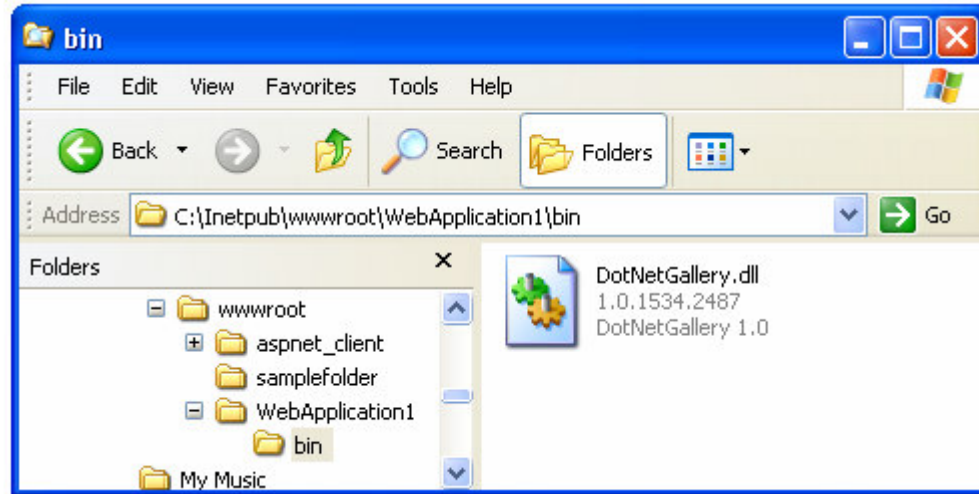 bin
File Edit View Favorites Tools Help
Back Search Folders
Address C:\Inetpub\wwwroot\WebApplication1\bin Go
Folders
wwwroot
aspnet_client
samplefolder
WebApplication1
bin
My Music
DotNetGallery.dll
1.0.1534.2487
DotNetGallery 1.0